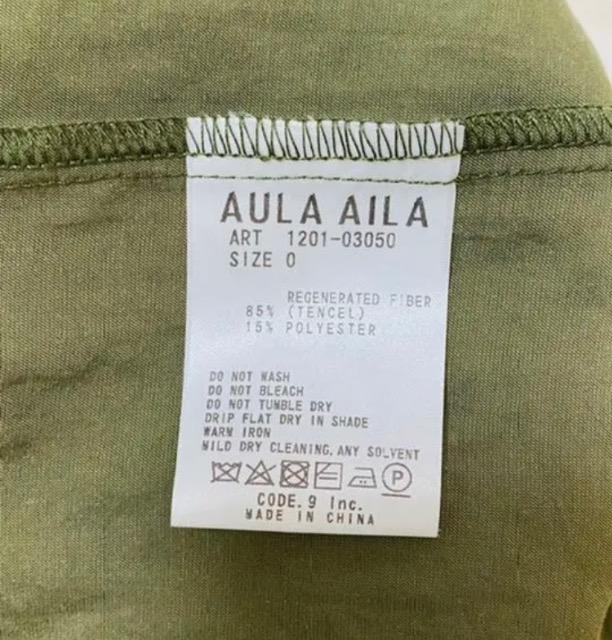 AULA AILA
ART 1201-03050
SIZE 0
REGENERATED FIBER
85% (TENCEL)
15% POLYESTER
DO NOT WASH
DO NOT BLEACH
DO NOT TUMBLE DRY
DRIP FLAT DRY IN SHADE
WARM IRON
MILD DRY CLEANING, ANY SOLVENT
P
CODE.9 Inc.
MADE IN CHINA